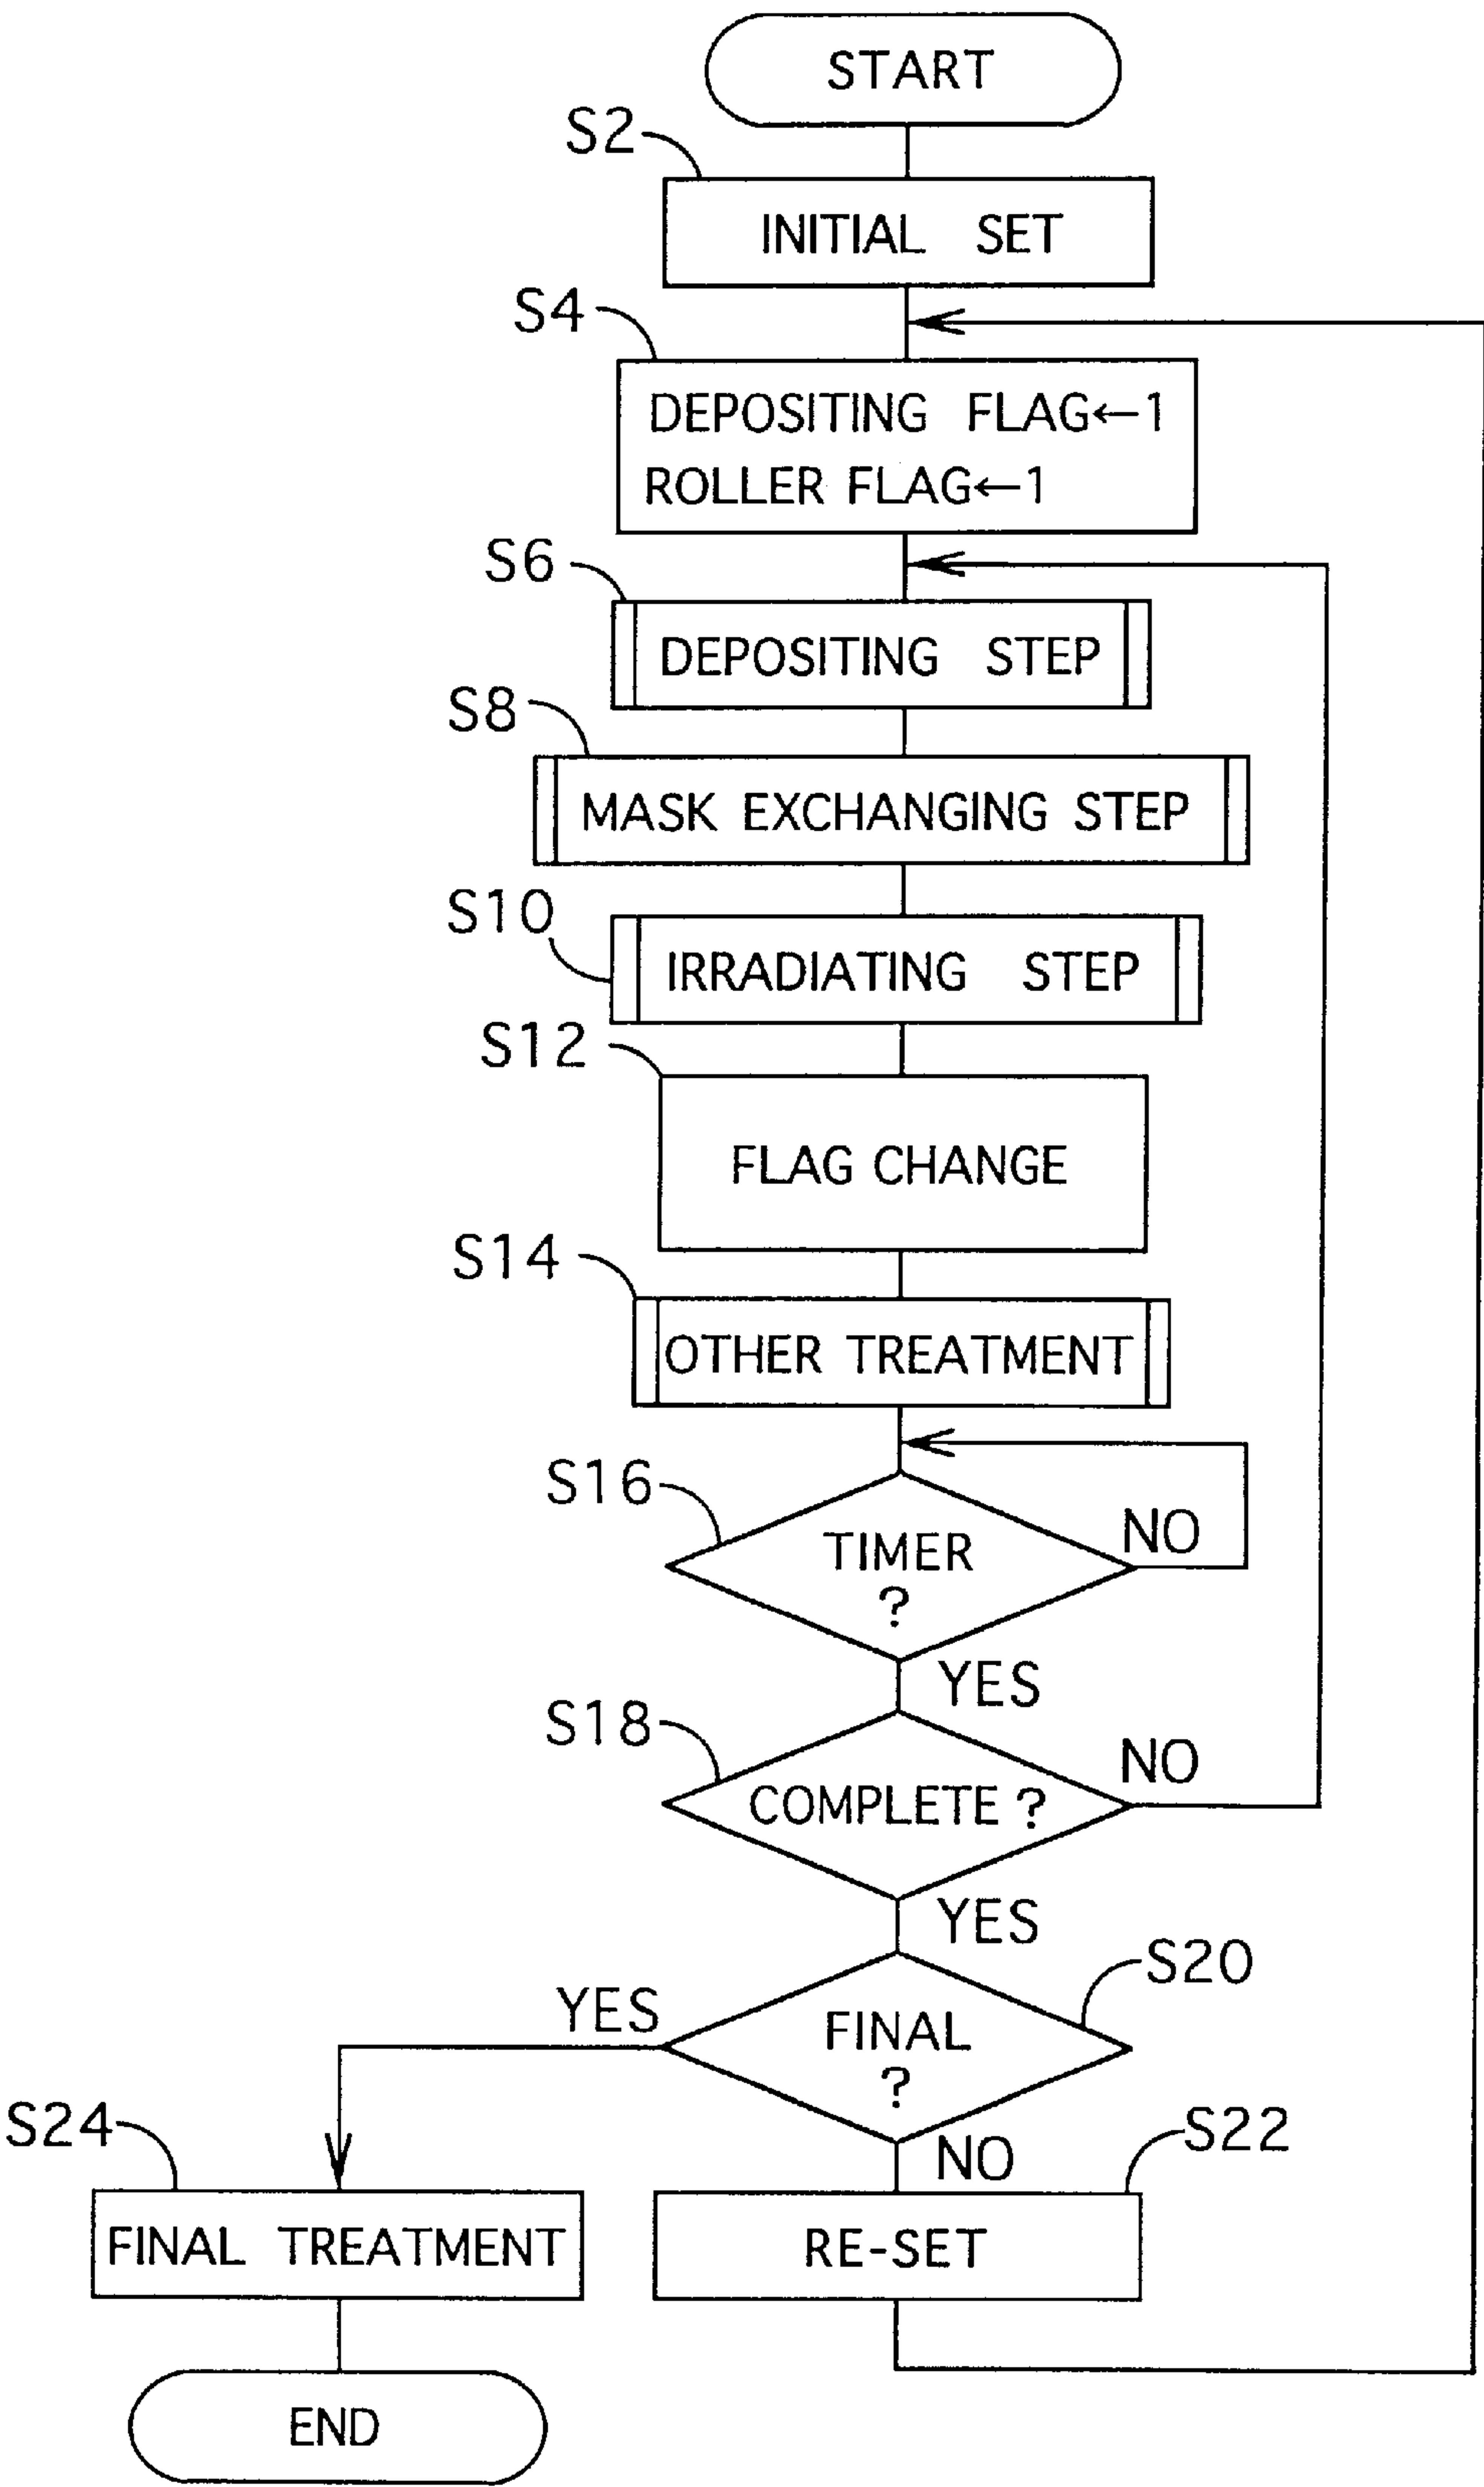 START
S2
INITIAL SET
S4
DEPOSITING FLAG←1
ROLLER FLAG←1
S6
DEPOSITING STEP
S8
MASK EXCHANGING STEP
S10
IRRADIATING STEP
S12
FLAG CHANGE
S14
OTHER TREATMENT
S16
TIMER
?
NO
YES
S18
COMPLETE ?
NO
YES
S20
YES
FINAL
?
S24
NO
S22
FINAL TREATMENT
RE-SET
END